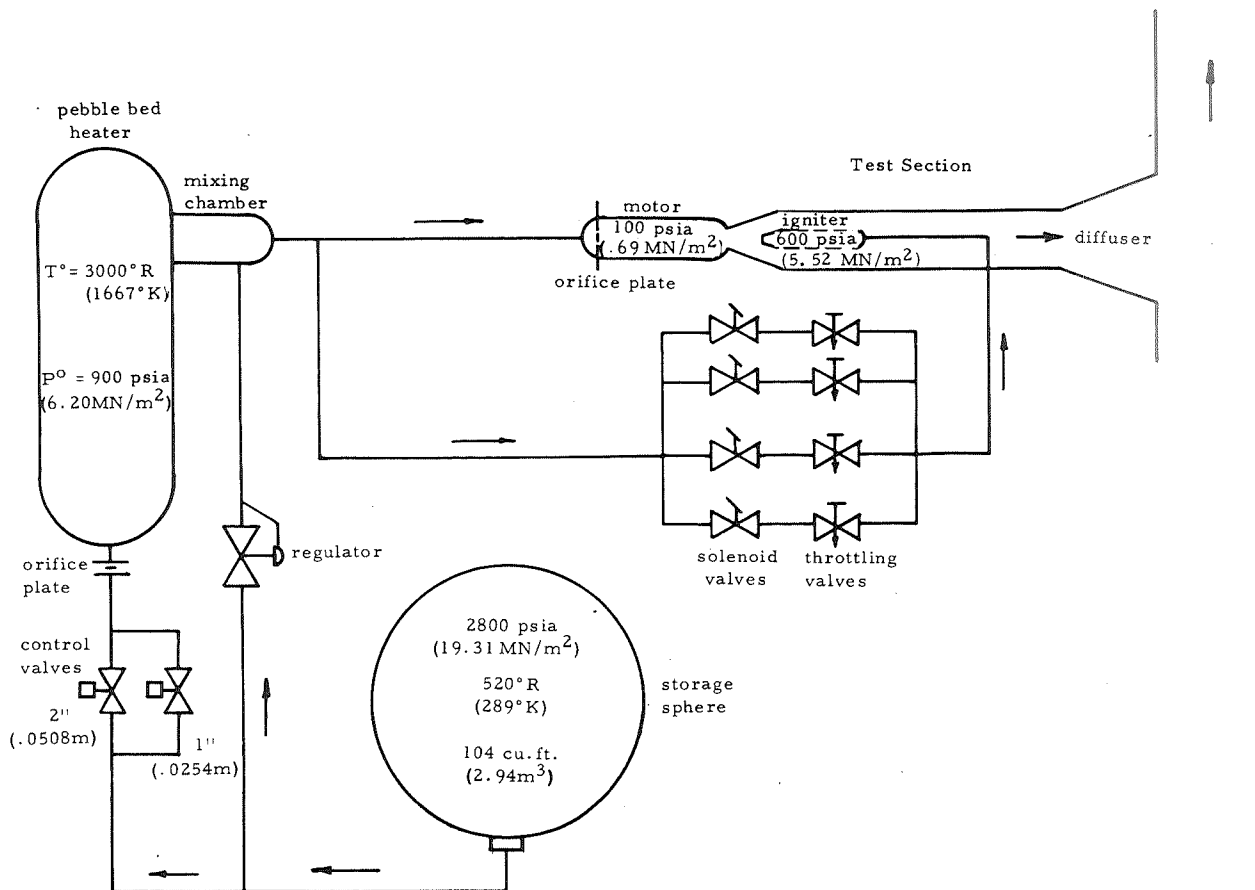 pebble bed
heater
mixing
chamber
T° = 3000°R
(1667°K)
P° = 900 psia
(6.20MN/m²)
orifice
plate
control
valves
2"
(.0508m)
1"
(.0254m)
regulator
2800 psia
(19.31 MN/m²)
520°R
(289°K)
104 cu.ft.
(2.94m³)
storage
sphere
motor
100 psia
(.69 MN/m²)
orifice plate
Test Section
igniter
600 psia
(5.52 MN/m²)
diffuser
solenoid
valves
throttling
valves